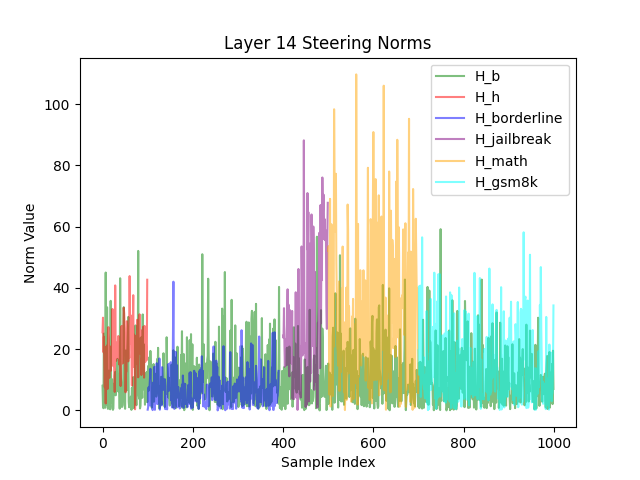 Layer 14 Steering Norms
Norm Value
100
80
60
40
20
0
H_b
H_h
H_borderline
H_jailbreak
H_math
H_gsm8k
0 200 400 600 800 1000
Sample Index